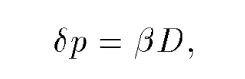 δp = βD,